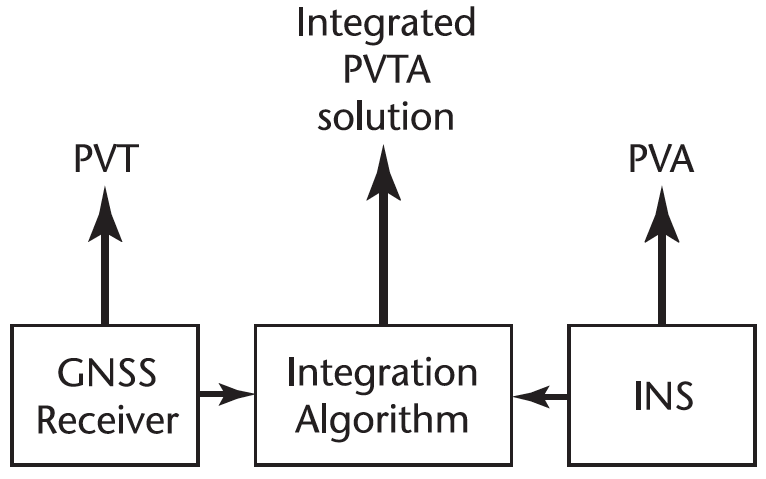 Integrated
PVTA
solution
PVT
PVA
GNSS
Receiver
Integration
Algorithm
INS